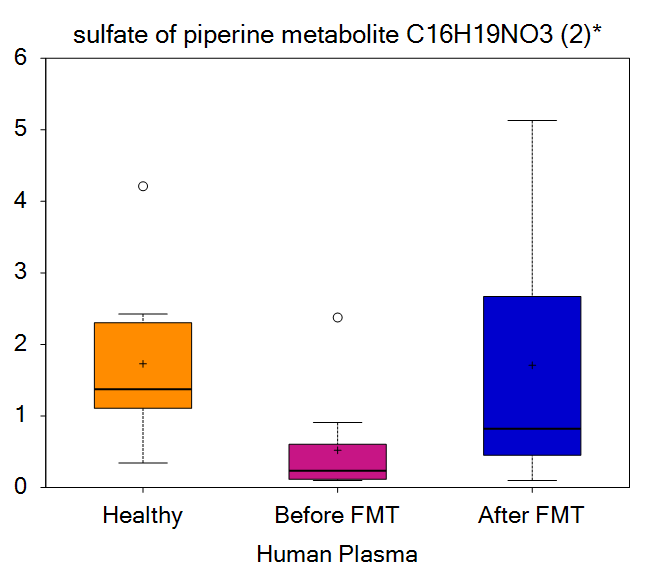 sulfate of piperine metabolite C16H19NO3 (2)*
6
5
4
3
2
1
0
Healthy Before FMT After FMT
Human Plasma